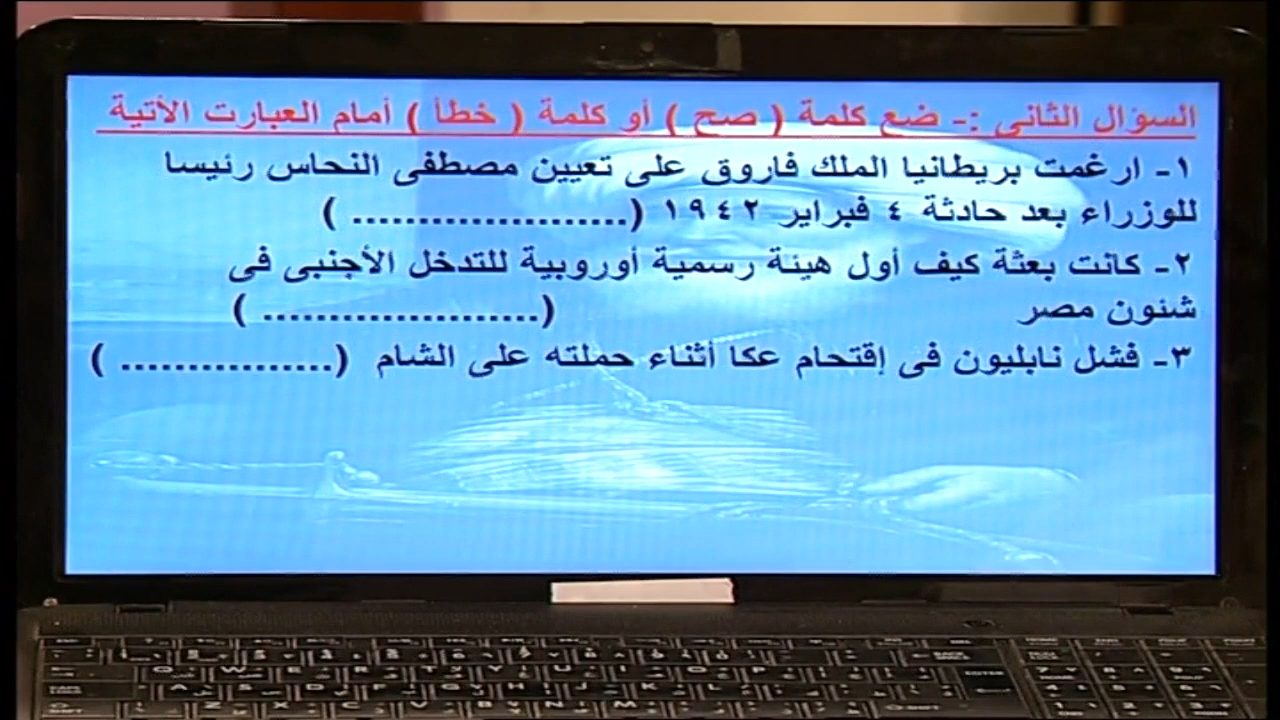 السؤال الثانى :- ضع كلمة ( صح ) أو كلمة ( خطأ ) أمام العبارت الأتية
١- ارغمت بريطانيا الملك فاروق على تعيين مصطفى النحاس رئيسا
للوزراء بعد حادثة ٤ فبراير ١٩٤٢ (..................... )
٢- كانت بعثة كيف أول هيئة رسمية أوروبية للتدخل الأجنبى فى
شئون مصر (..................... )
٣- فشل نابليون فى إقتحام عكا أثناء حملته على الشام (................ )